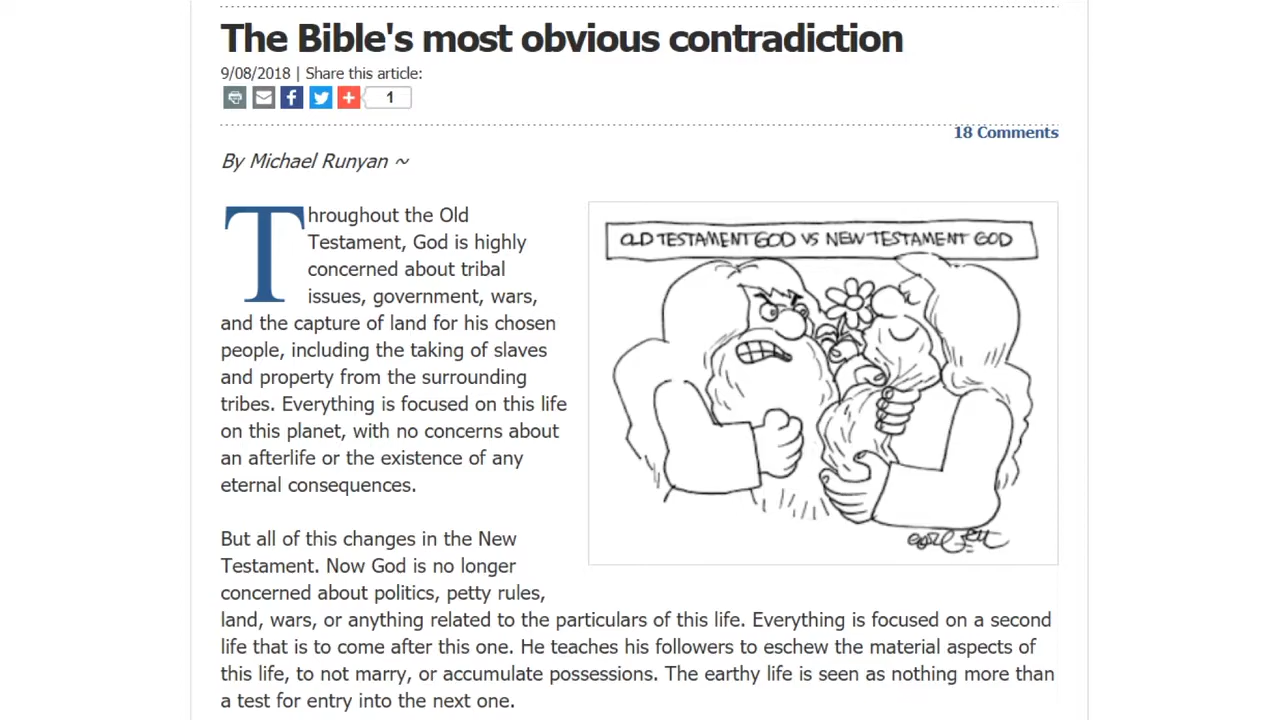 The Bible's most obvious contradiction
9/08/2018 | Share this article:
1
18 Comments
By Michael Runyan ~
Throughout the Old
Testament, God is highly
concerned about tribal
issues, government, wars,
and the capture of land for his chosen
people, including the taking of slaves
and property from the surrounding
tribes. Everything is focused on this life
on this planet, with no concerns about
an afterlife or the existence of any
eternal consequences.
OLD TESTAMENT GOD VS NEW TESTAMENT GOD
But all of this changes in the New
Testament. Now God is no longer
concerned about politics, petty rules,
land, wars, or anything related to the particulars of this life. Everything is focused on a second
life that is to come after this one. He teaches his followers to eschew the material aspects of
this life, to not marry, or accumulate possessions. The earthy life is seen as nothing more than
a test for entry into the next one.